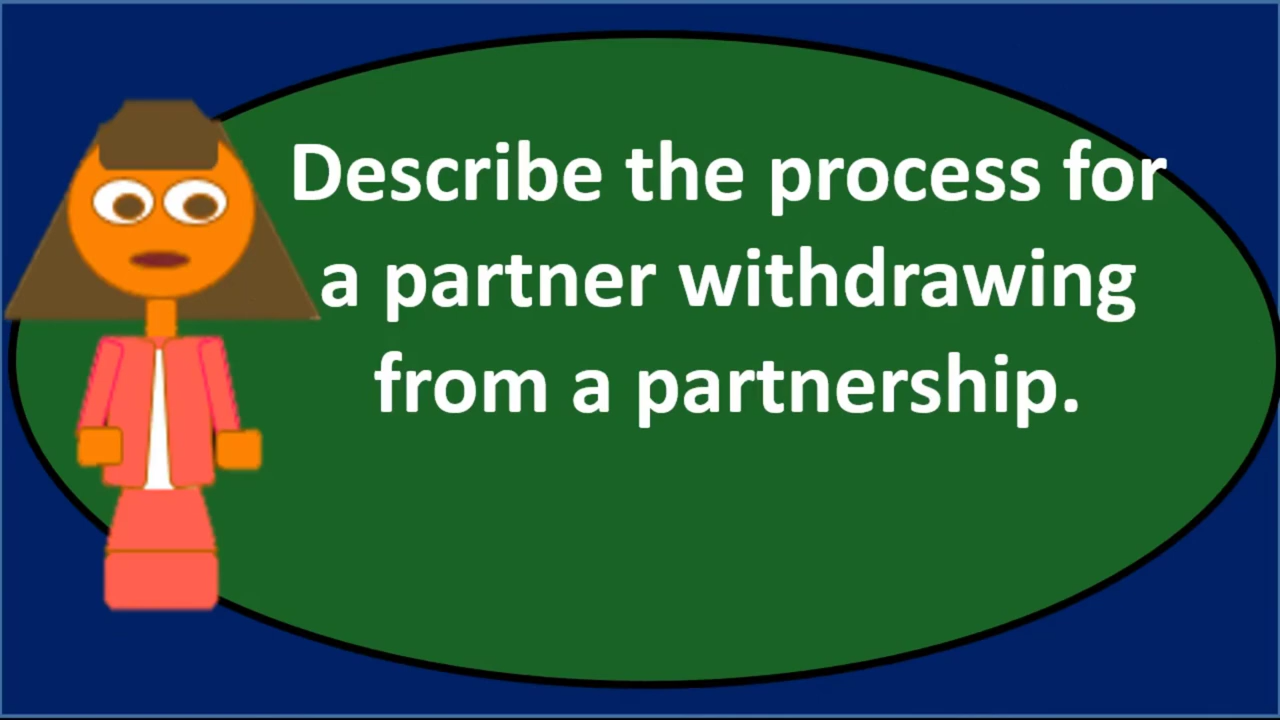 Describe the process for
a partner withdrawing
from a partnership.